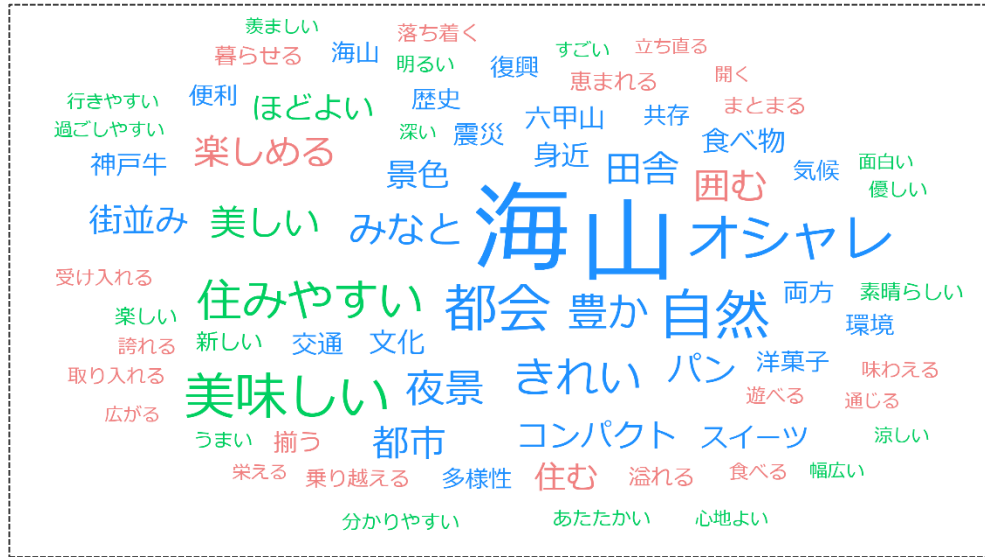 羨ましい
落ち着く
暮らせる
海山
明るい
復興
すごい
立ち直る
恵まれる
開く
行きやすい
便利
ほどよい
歴史
六甲山
共存
まとまる
過ごしやすい
深い
震災
身近
食べ物
神戸牛
楽しめる
景色
田舎
囲む
気候
面白い
優しい
街並み
美しい
みなと
海
山
オシャレ
受け入れる
住みやすい
都会
豊か
自然
両方
素晴らしい
楽しい
環境
誇れる
新しい
交通
文化
取り入れる
美味しい
夜景
きれい
パン
洋菓子
味わえる
広がる
遊べる
通じる
うまい
揃う
都市
コンパクト
スイーツ
涼しい
栄える
乗り越える
多様性
住む
溢れる
食べる
幅広い
分かりやすい
あたたかい
心地よい